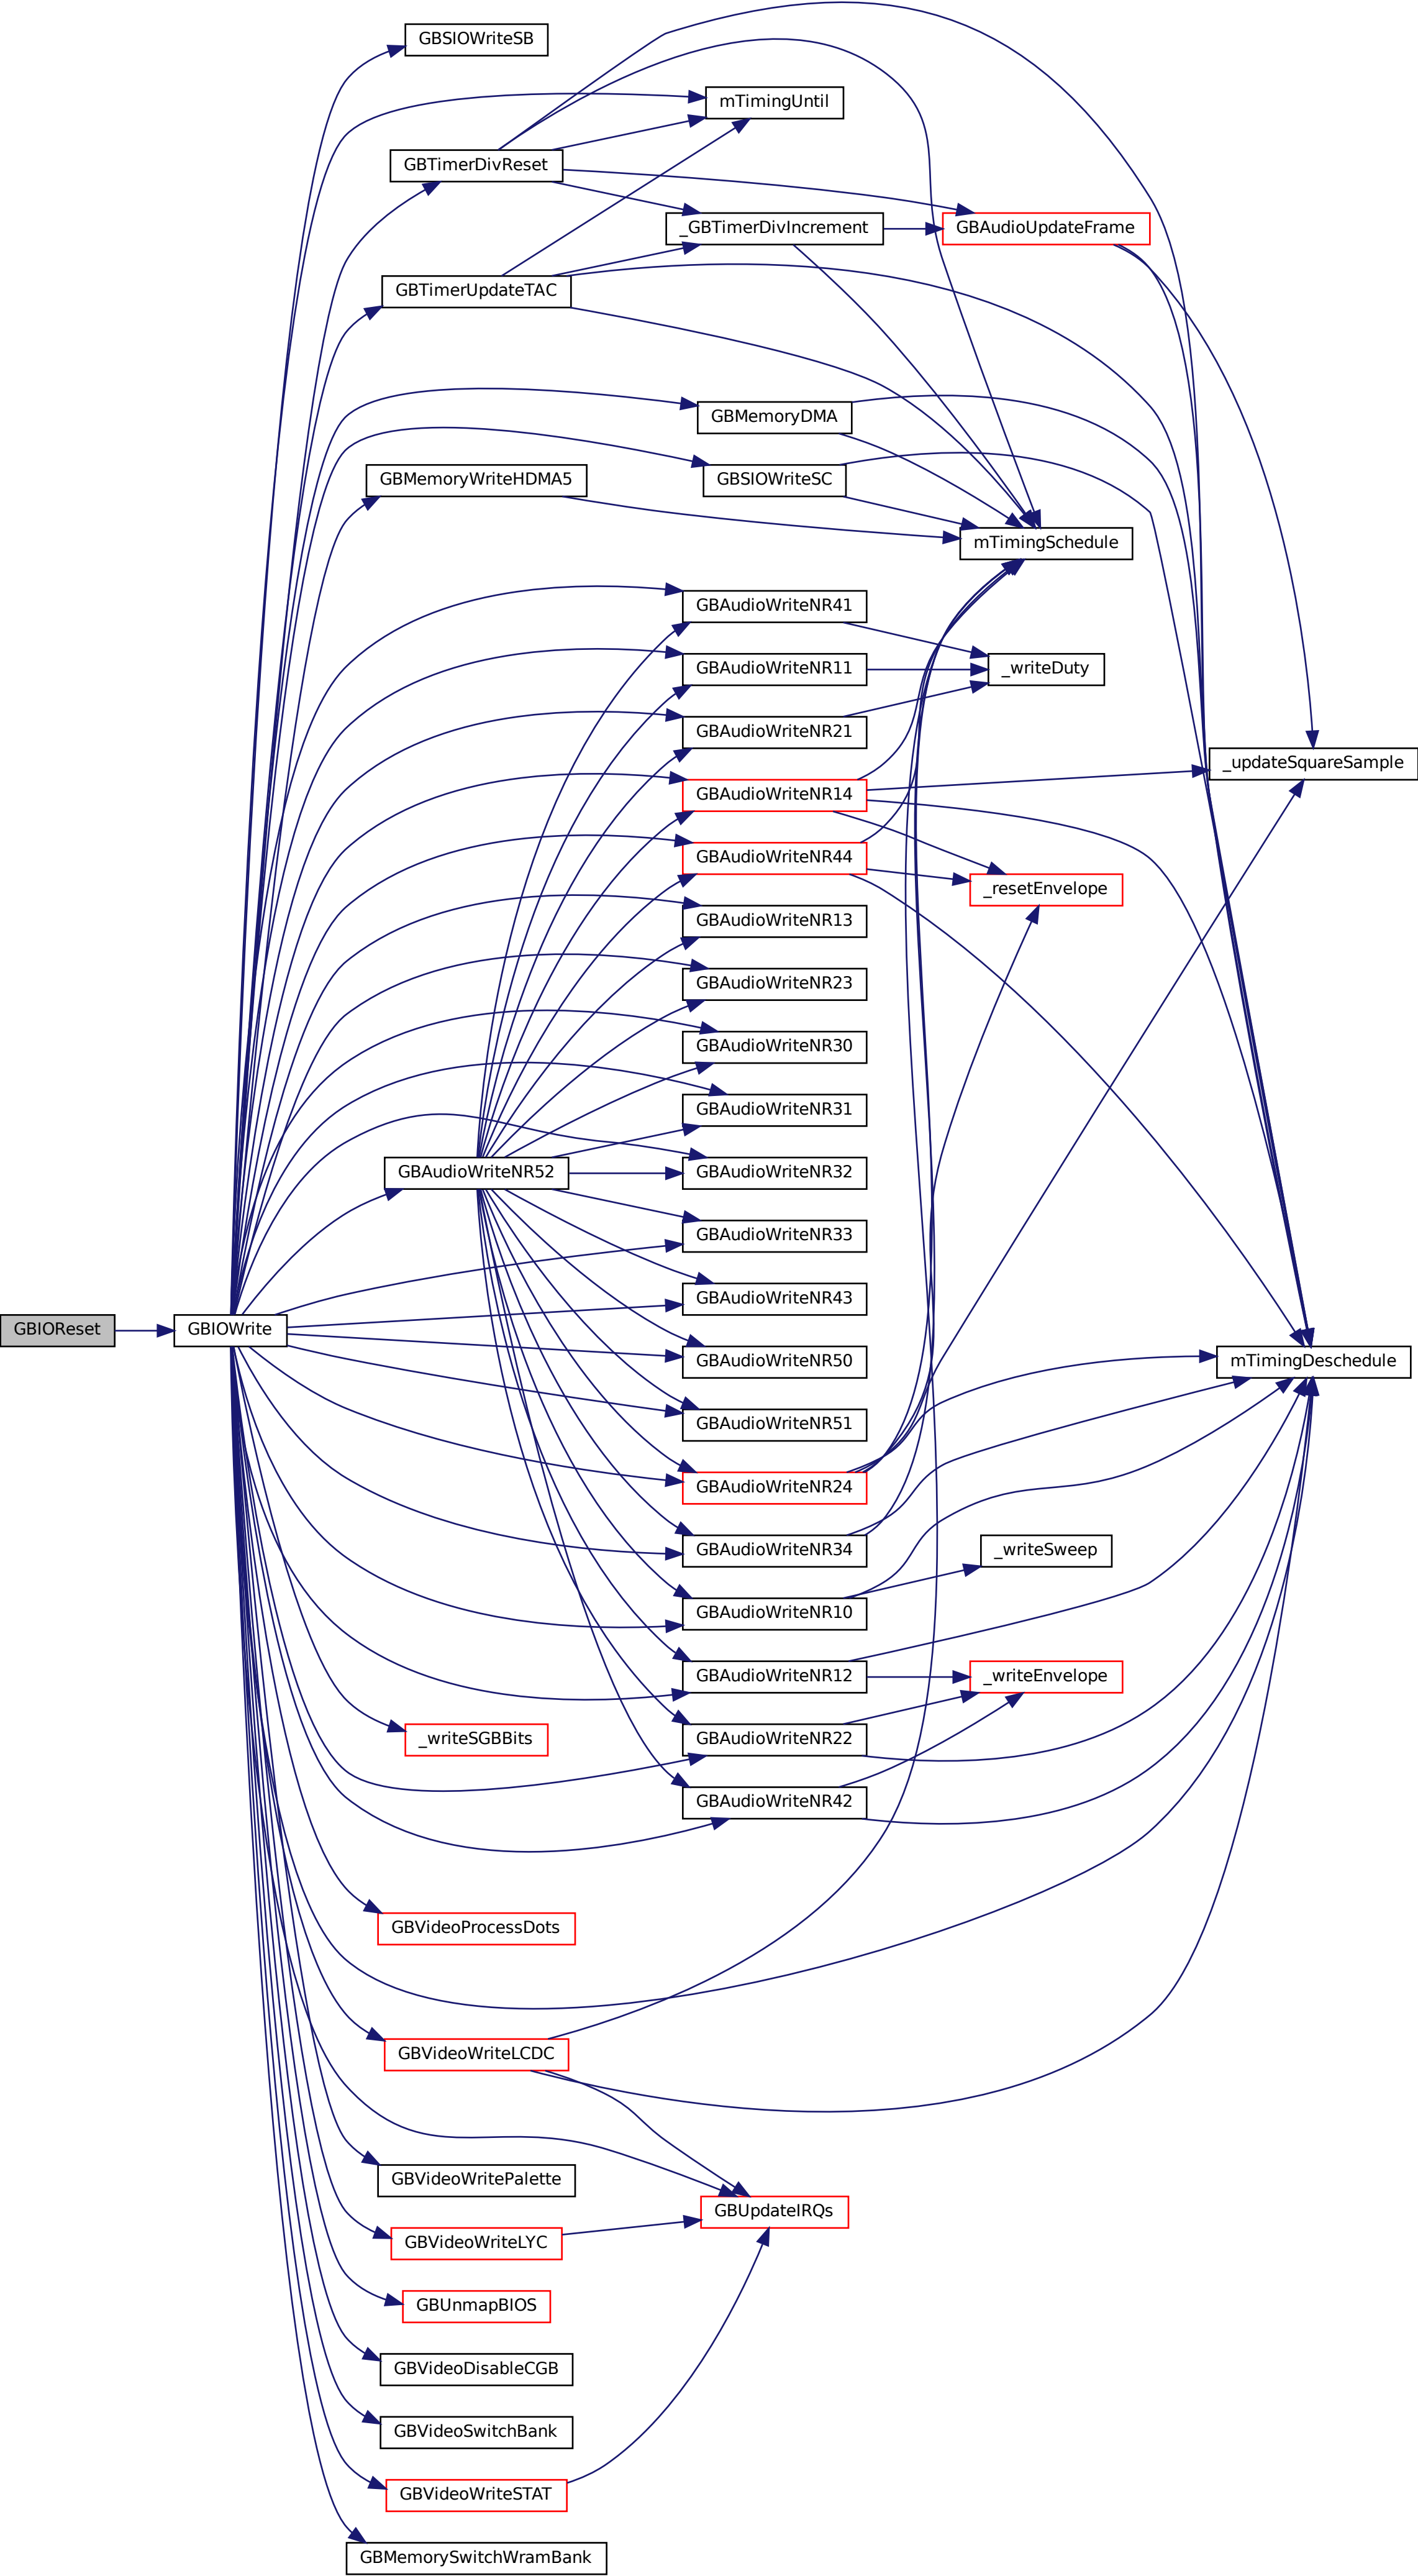 GBSIOWriteSB
mTimingUntil
GBTimerDivReset
_GBTimerDivIncrement
GBAudioUpdateFrame
GBTimerUpdateTAC
GBMemoryDMA
GBMemoryWriteHDMA5
GBSIOWriteSC
mTimingSchedule
GBAudioWriteNR41
GBAudioWriteNR11
_writeDuty
GBAudioWriteNR21
_updateSquareSample
GBAudioWriteNR14
GBAudioWriteNR44
_resetEnvelope
GBAudioWriteNR13
GBAudioWriteNR23
GBAudioWriteNR30
GBAudioWriteNR31
GBAudioWriteNR52
GBAudioWriteNR32
GBAudioWriteNR33
GBAudioWriteNR43
GBIOReset
GBIOWrite
GBAudioWriteNR50
mTimingDeschedule
GBAudioWriteNR51
GBAudioWriteNR24
GBAudioWriteNR34
_writeSweep
GBAudioWriteNR10
GBAudioWriteNR12
_writeEnvelope
_writeSGBBits
GBAudioWriteNR22
GBAudioWriteNR42
GBVideoProcessDots
GBVideoWriteLCDC
GBVideoWritePalette
GBUpdateIRQs
GBVideoWriteLYC
GBUnmapBIOS
GBVideoDisableCGB
GBVideoSwitchBank
GBVideoWriteSTAT
GBMemorySwitchWramBank